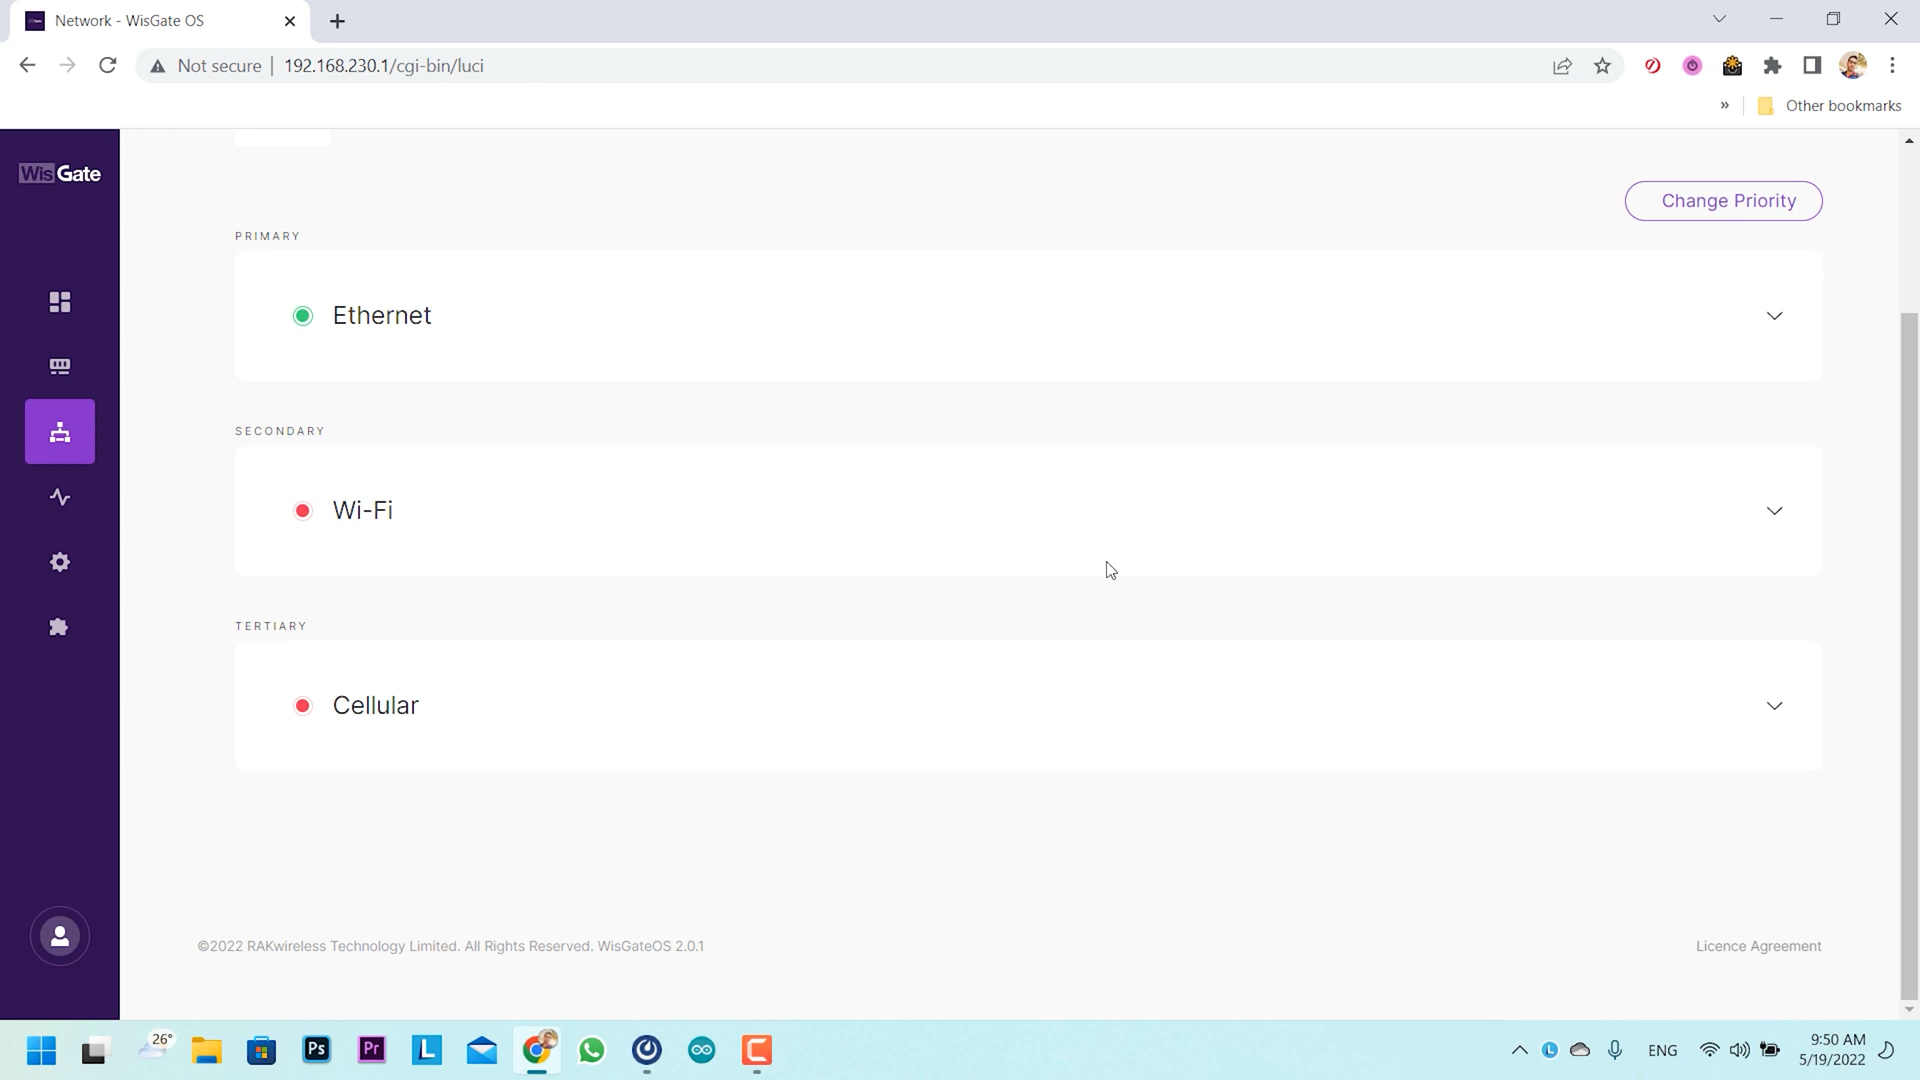 Network - WisGate OS
Not secure | 192.168.230.1/cgi-bin/luci
» Other bookmarks
WisGate
Change Priority
PRIMARY
Ethernet
SECONDARY
Wi-Fi
TERTIARY
Cellular
©2022 RAKwireless Technology Limited. All Rights Reserved. WisGateOS 2.0.1
Licence Agreement
26°
Ps
Pr
L
L
ENG
9:50 AM
5/19/2022